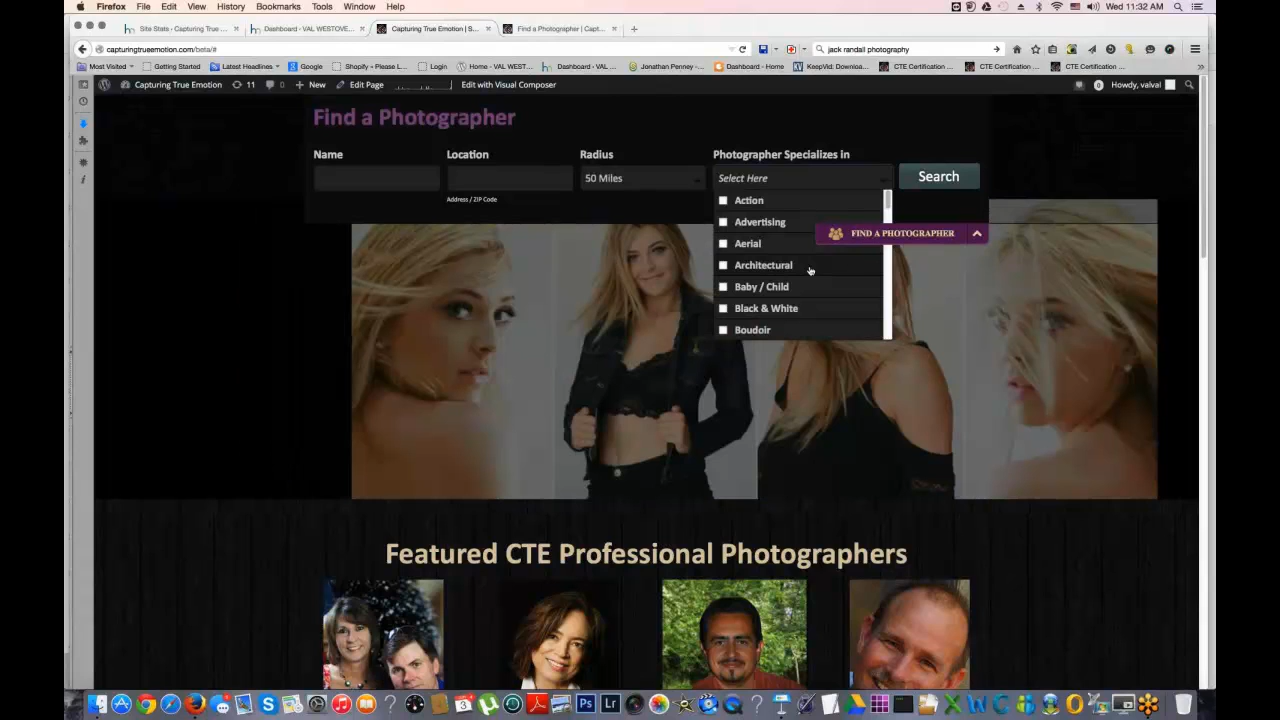 Firefox File Edit View History Bookmarks Tools Window Help Wed 11:32 AM
Site Stats · Capturing True ... Dashboard · VAL WESTOVE... Capturing True Emotion | S... Find a Photographer | Capt...
capturingtrueemotion.com/beta/# jack randall photography
Most Visited Getting Started Latest Headlines Google Shopify • Please L... Login Home · VAL WEST... Dashboard · VAL ... Jonathan Penney -... Dashboard - Home KeepVid: Downloa... CTE Certification ... CTE Certification ... CTE Certification ...
Capturing True Emotion 11 0 New Edit Page Edit with Visual Composer 0 Howdy, valval
Find a Photographer
Name Location Radius Photographer Specializes in
50 Miles Select Here Search
Address / ZIP Code
Action
Advertising
FIND A PHOTOGRAPHER
Aerial
Architectural
Baby / Child
Black & White
Boudoir
Featured CTE Professional Photographers